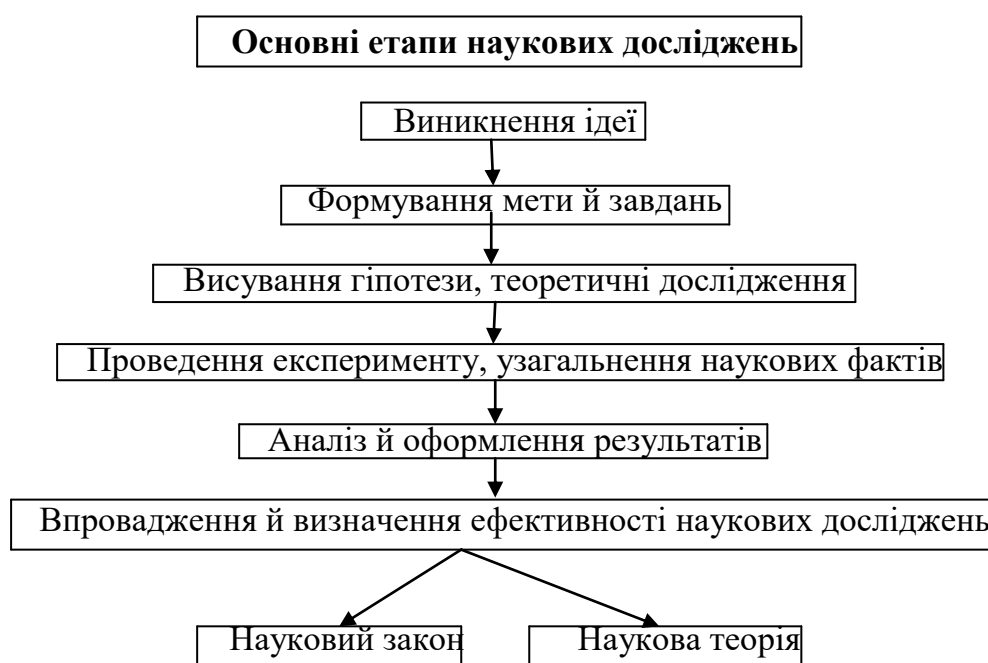 Основні етапи наукових досліджень
Виникнення ідеї
Формування мети й завдань
Висування гіпотези, теоретичні дослідження
Проведення експерименту, узагальнення наукових фактів
Аналіз й оформлення результатів
Впровадження й визначення ефективності наукових досліджень
Науковий закон
Наукова теорія